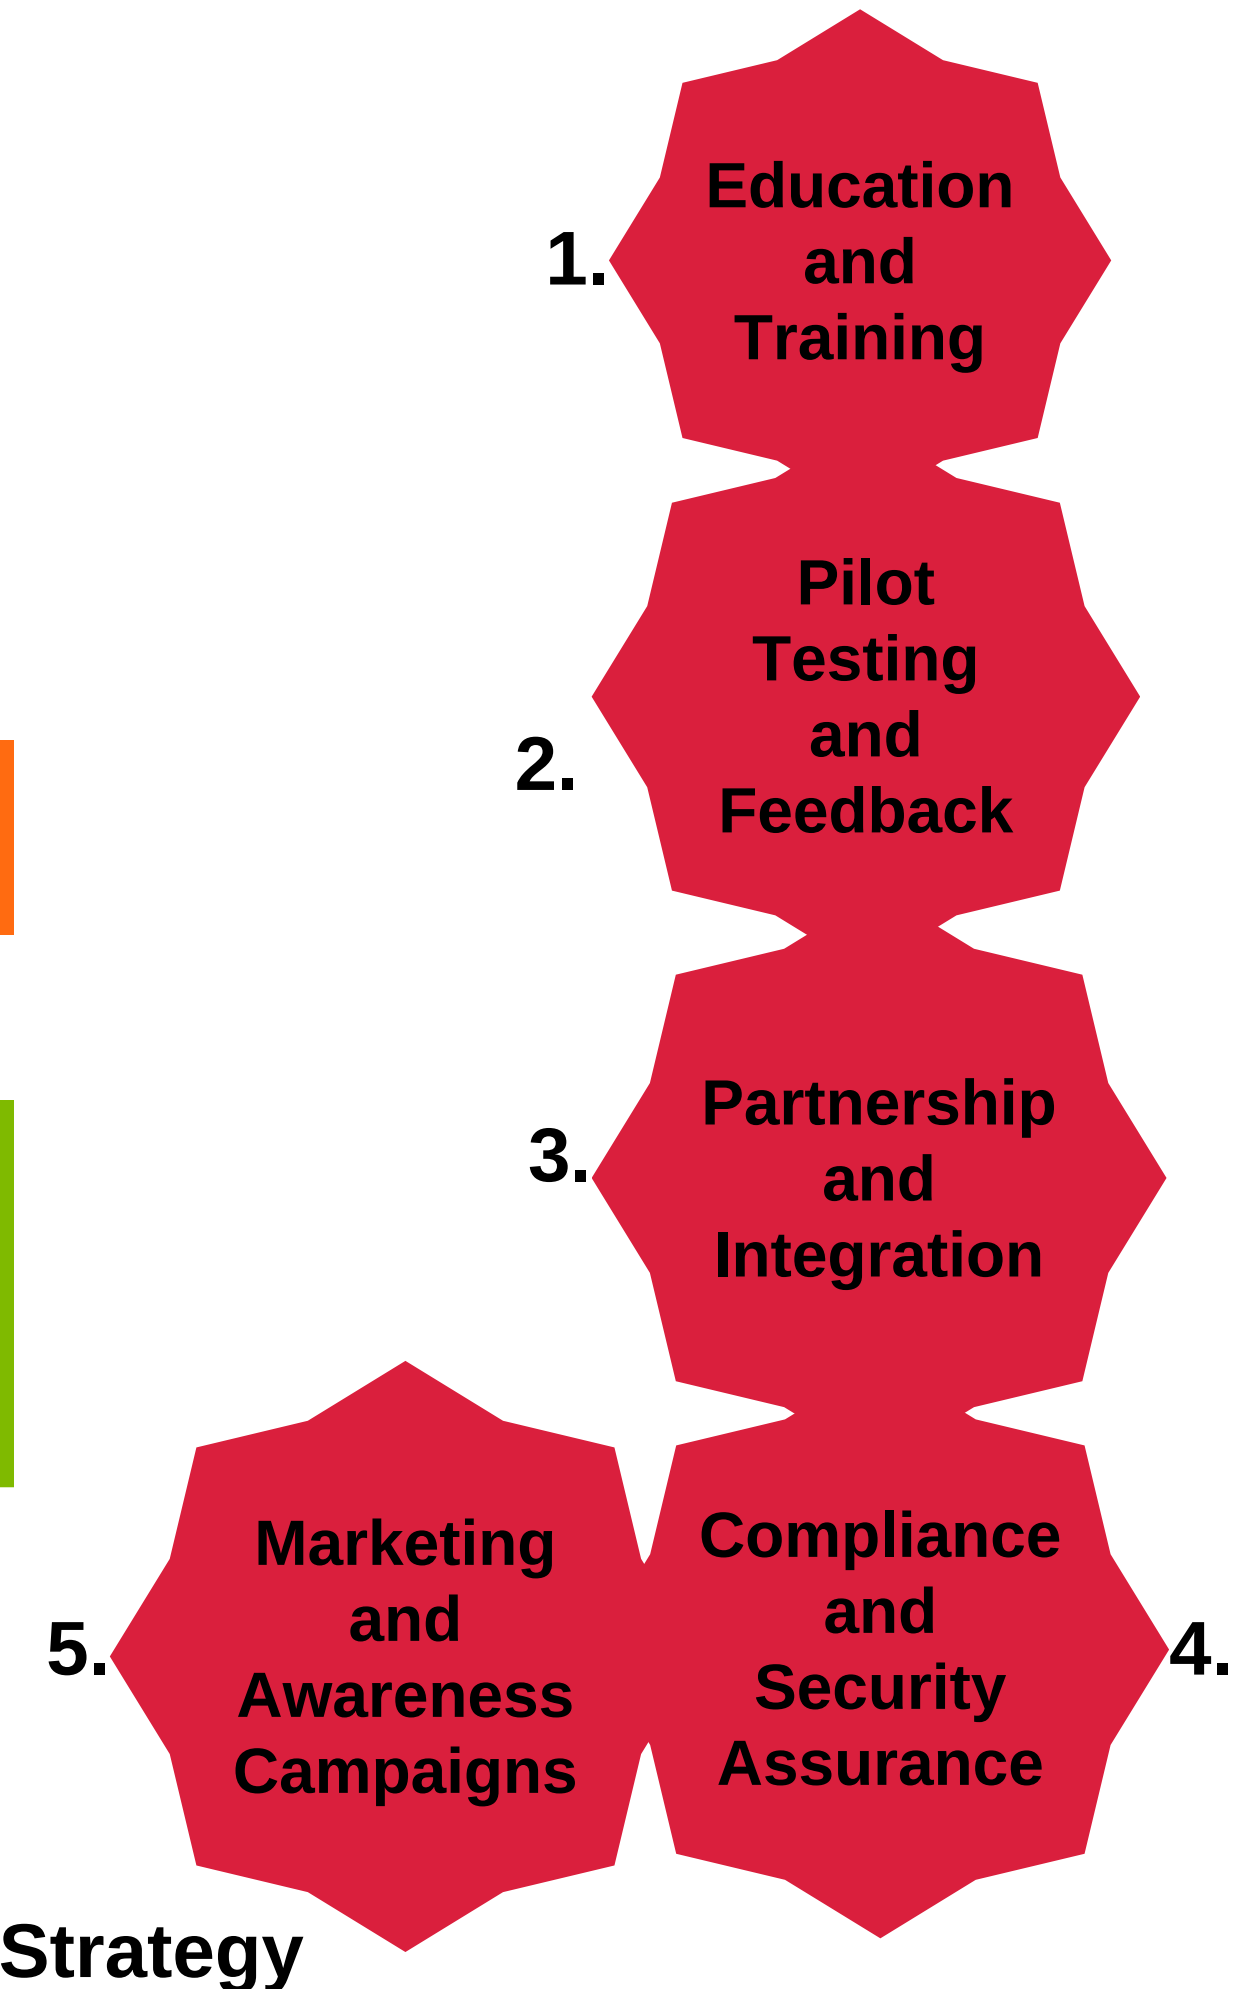 1.
Education
and
Training
2.
Pilot
Testing
and
Feedback
3.
Partnership
and
Integration
4.
Compliance
and
Security
Assurance
5.
Marketing
and
Awareness
Campaigns
Strategy